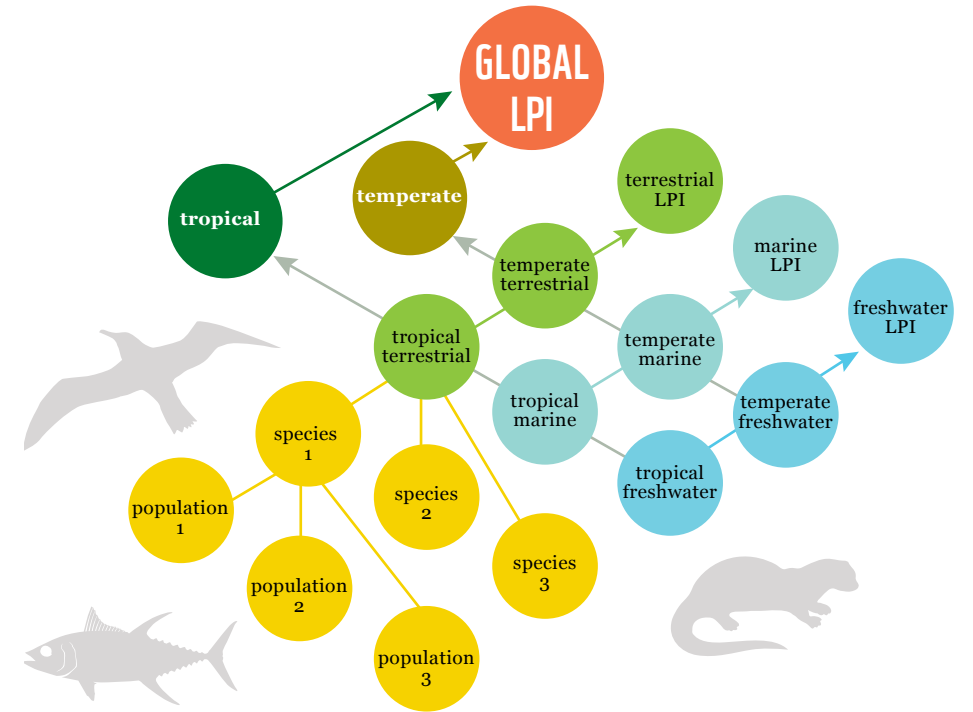 GLOBAL
LPI
terrestrial
LPI
temperate
tropical
marine
LPI
temperate
terrestrial
freshwater
LPI
tropical
terrestrial
temperate
marine
tropical
marine
temperate
freshwater
species
1
tropical
freshwater
species
2
population
1
species
3
population
2
population
3